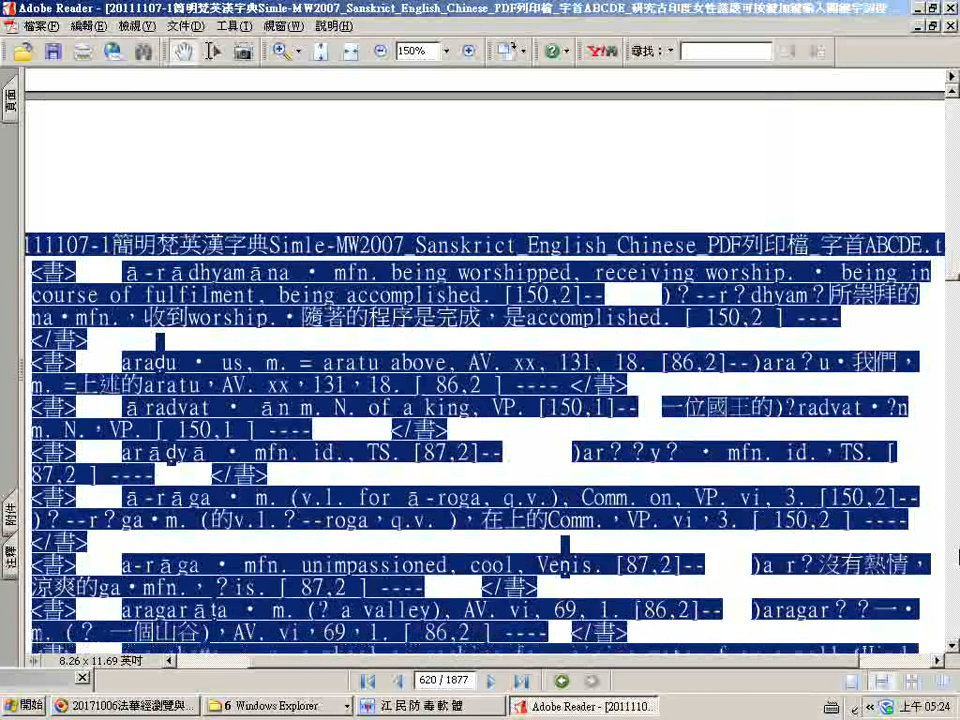 Adobe Reader - [20111107-1簡明梵英漢字典Simle-MW2007_Sanskrict_English_Chinese_PDF列印檔_字首ABCDE_研究古印度女性議題可按鍵加鍵輸入關鍵字詞搜
檔案(F) 編輯(E) 檢視(V) 文件(D) 工具(T) 視窗(W) 說明(H)
150% 尋找:
頁面
111107-1簡明梵英漢字典Simle-MW2007_Sanskrict_English_Chinese_PDF列印檔_字首ABCDE.t
<書> ā-rādhyamāna · mfn. being worshipped, receiving worship. · being in
course of fulfilment, being accomplished. [150,2]-- )?--r?dhyam?所崇拜的
na·mfn.，收到worship.·隨著的程序是完成，是accomplished. [ 150,2 ] ----
</書>
<書> araḍu · us, m. = aratu above, AV. xx, 131, 18. [86,2]--)ara?u·我們，
m. =上述的aratu，AV. xx，131，18. [ 86,2 ] ---- </書>
<書> āradvat · ān m. N. of a king, VP. [150,1]-- 一位國王的)?radvat·?n
m. N.，VP. [ 150,1 ] ---- </書>
<書> arāḍyā · mfn. id., TS. [87,2]-- )ar??y? · mfn. id.，TS. [
87,2 ] ---- </書>
<書> ā-rāga · m. (v.l. for ā-roga, q.v.), Comm. on, VP. vi, 3. [150,2]--
)?--r?ga·m. (的v.l.?--roga，q.v. )，在上的Comm.，VP. vi，3. [ 150,2 ] ----
</書>
<書> a-rāga · mfn. unimpassioned, cool, Veṇis. [87,2]-- )a r?沒有熱情，
涼爽的ga·mfn.，?is. [ 87,2 ] ---- </書>
<書> aragarāṭa · m. (? a valley), AV. vi, 69, 1. [86,2]-- )aragar??一·
m. (? 一個山谷)，AV. vi，69，1. [ 86,2 ] ---- </書>
附件
注釋
8.26 x 11.69 英吋
620 / 1877
開始 20171006法華經瀏覽與... 6 Windows Explorer 江民防毒軟體 Adobe Reader - [2011110... 上午 05:24